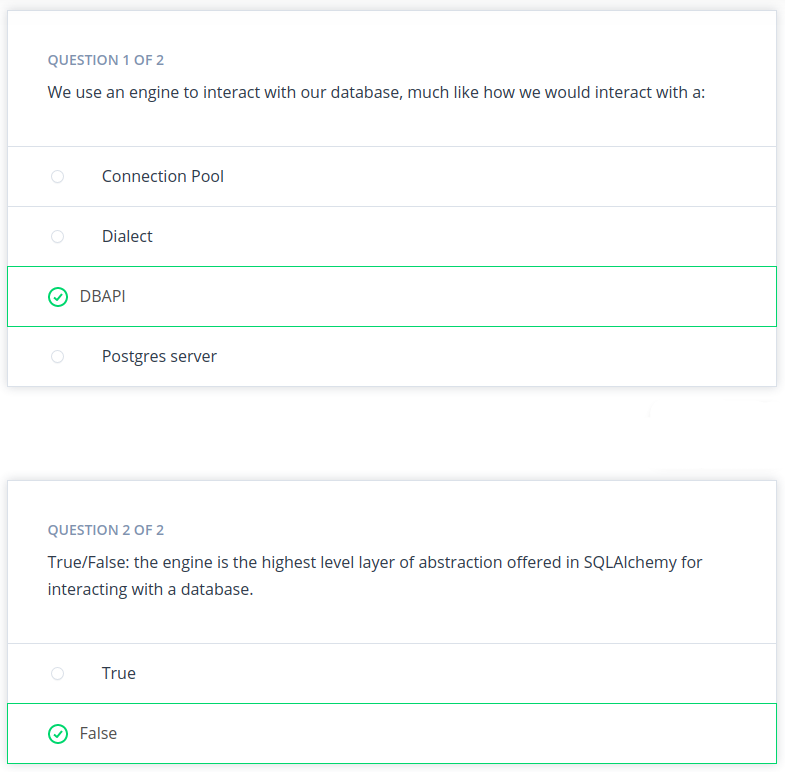 QUESTION 1 OF 2
We use an engine to interact with our database, much like how we would interact with a:
Connection Pool
Dialect
DBAPI
Postgres server
QUESTION 2 OF 2
True/False: the engine is the highest level layer of abstraction offered in SQLAlchemy for
interacting with a database.
True
False